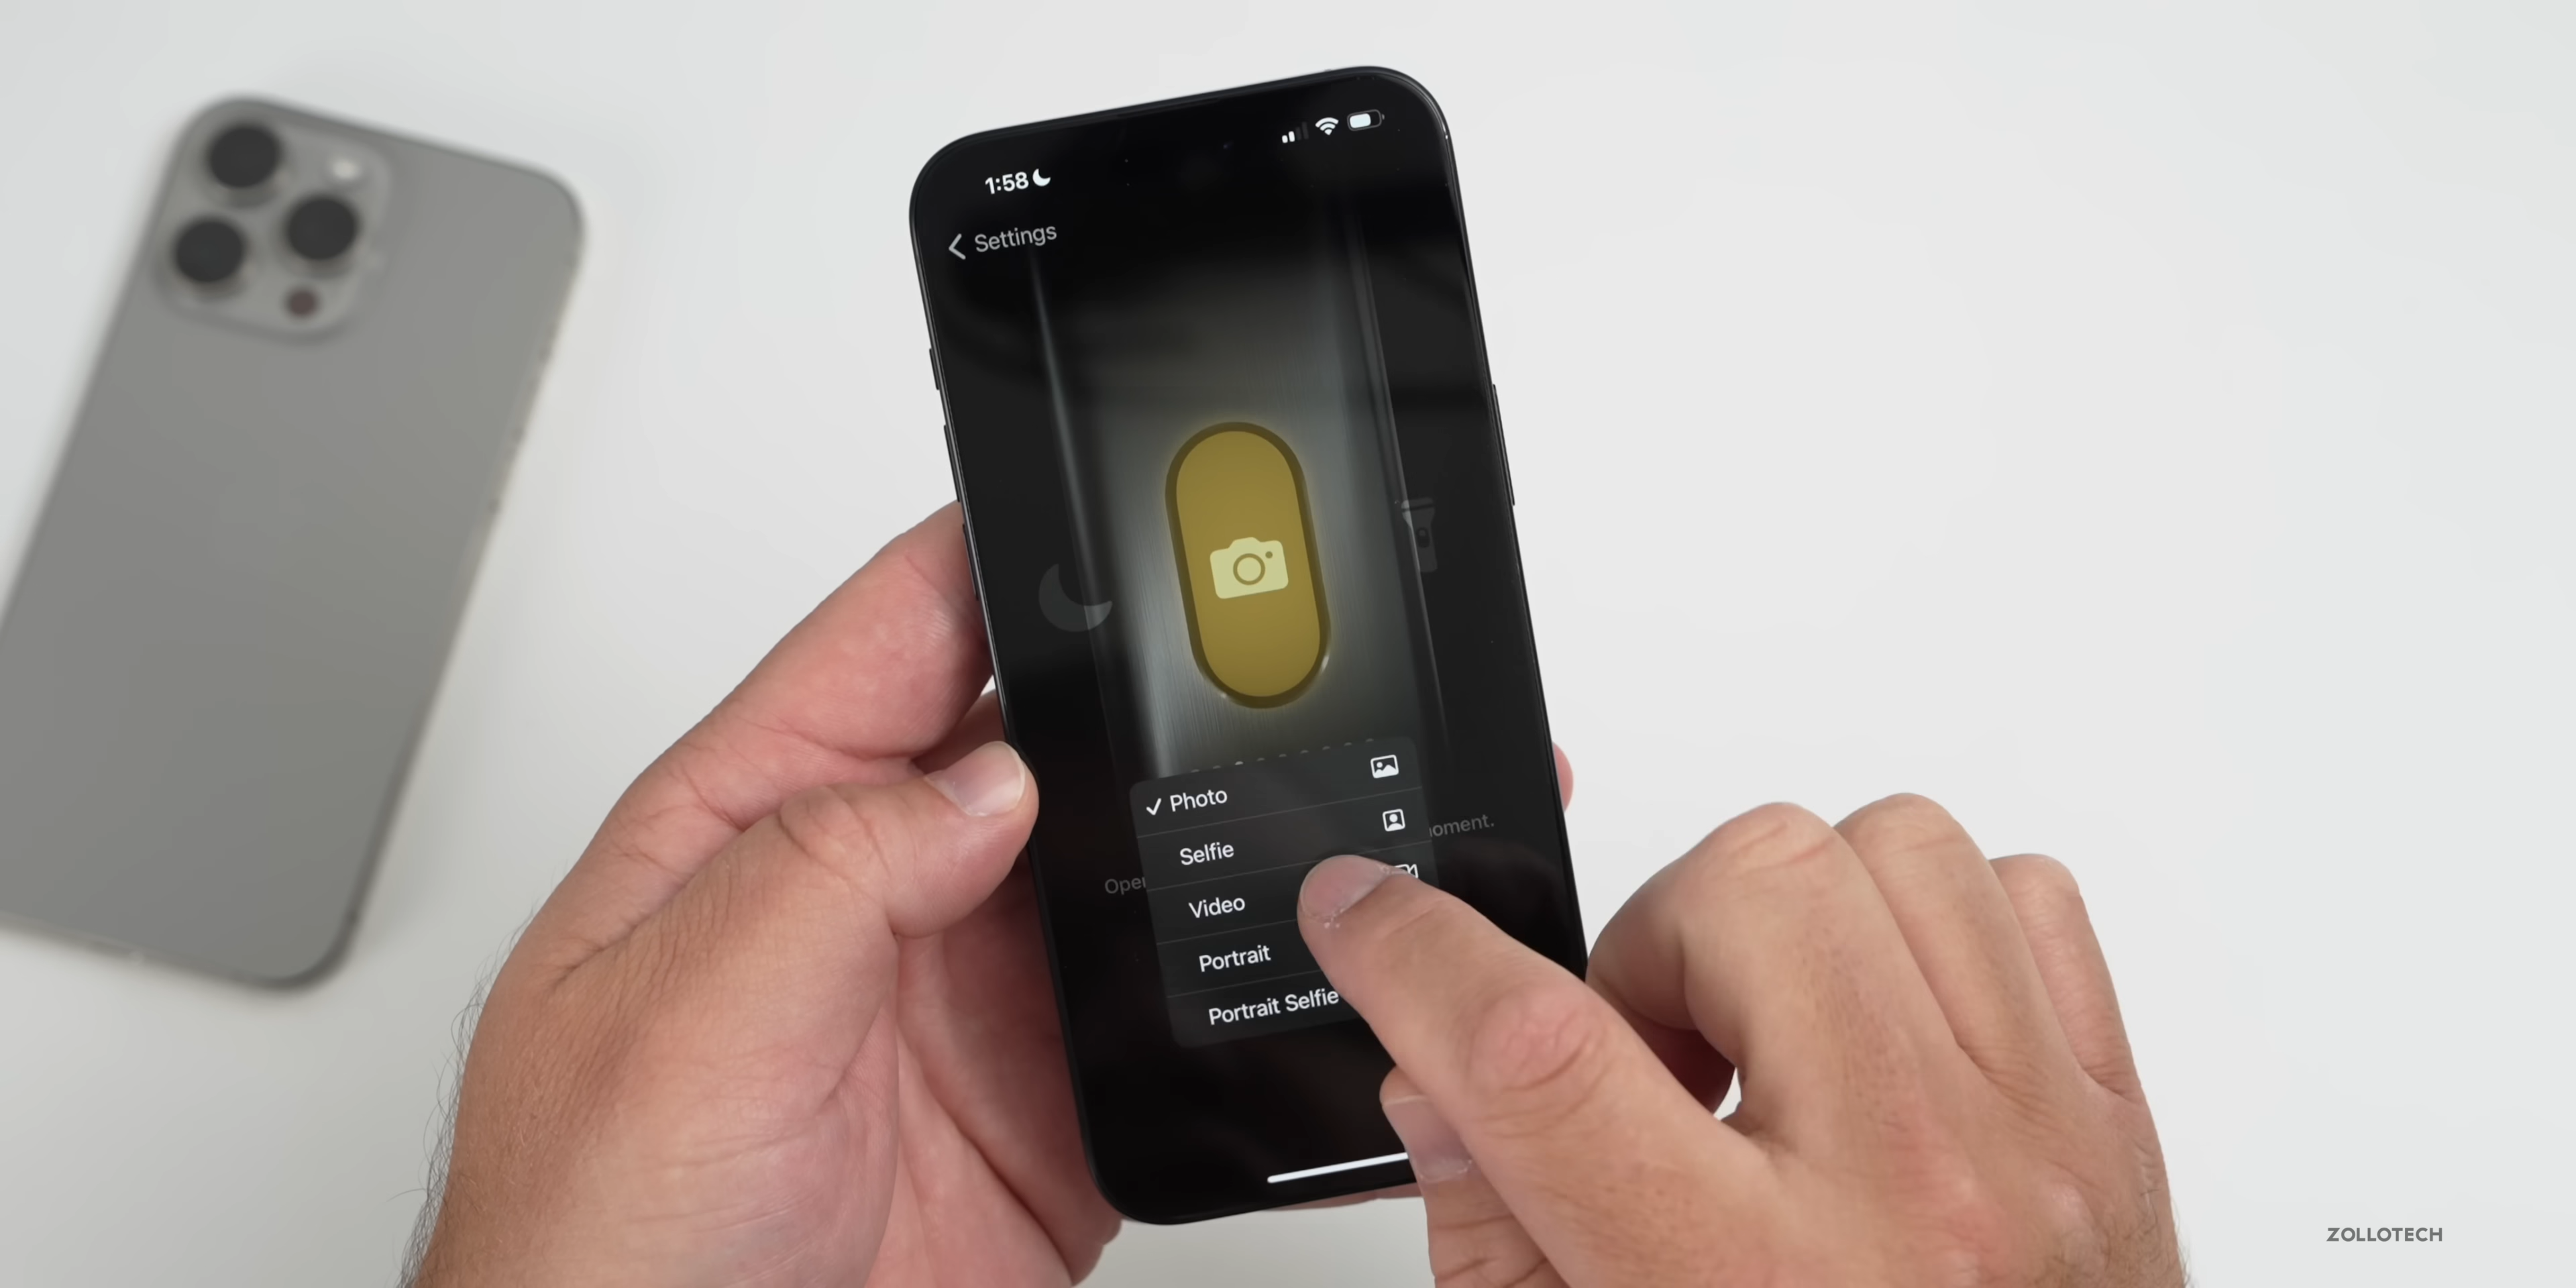 1:58
Settings
Photo
Selfie
Video
Portrait
Portrait Selfie
ZOLLOTECH